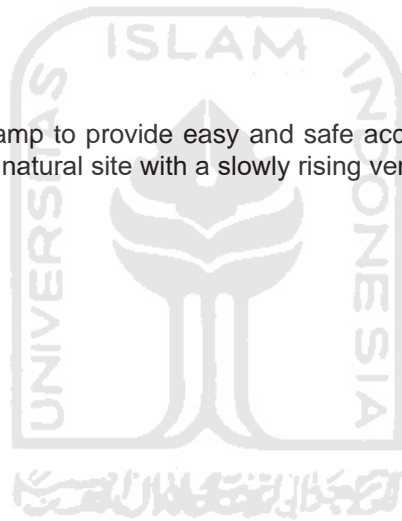 ISLAM
UNIVERSITAS
INDONESIA
amp to provide easy and safe acc
natural site with a slowly rising ver